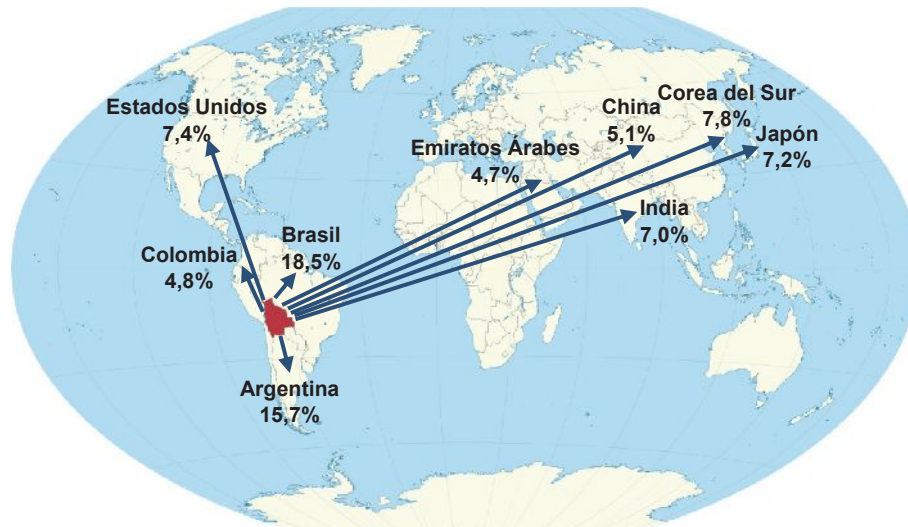 Estados Unidos
7,4%
Colombia
4,8%
Brasil
18,5%
Argentina
15,7%
Emiratos Árabes
4,7%
China
5,1%
Corea del Sur
7,8%
Japón
7,2%
India
7,0%